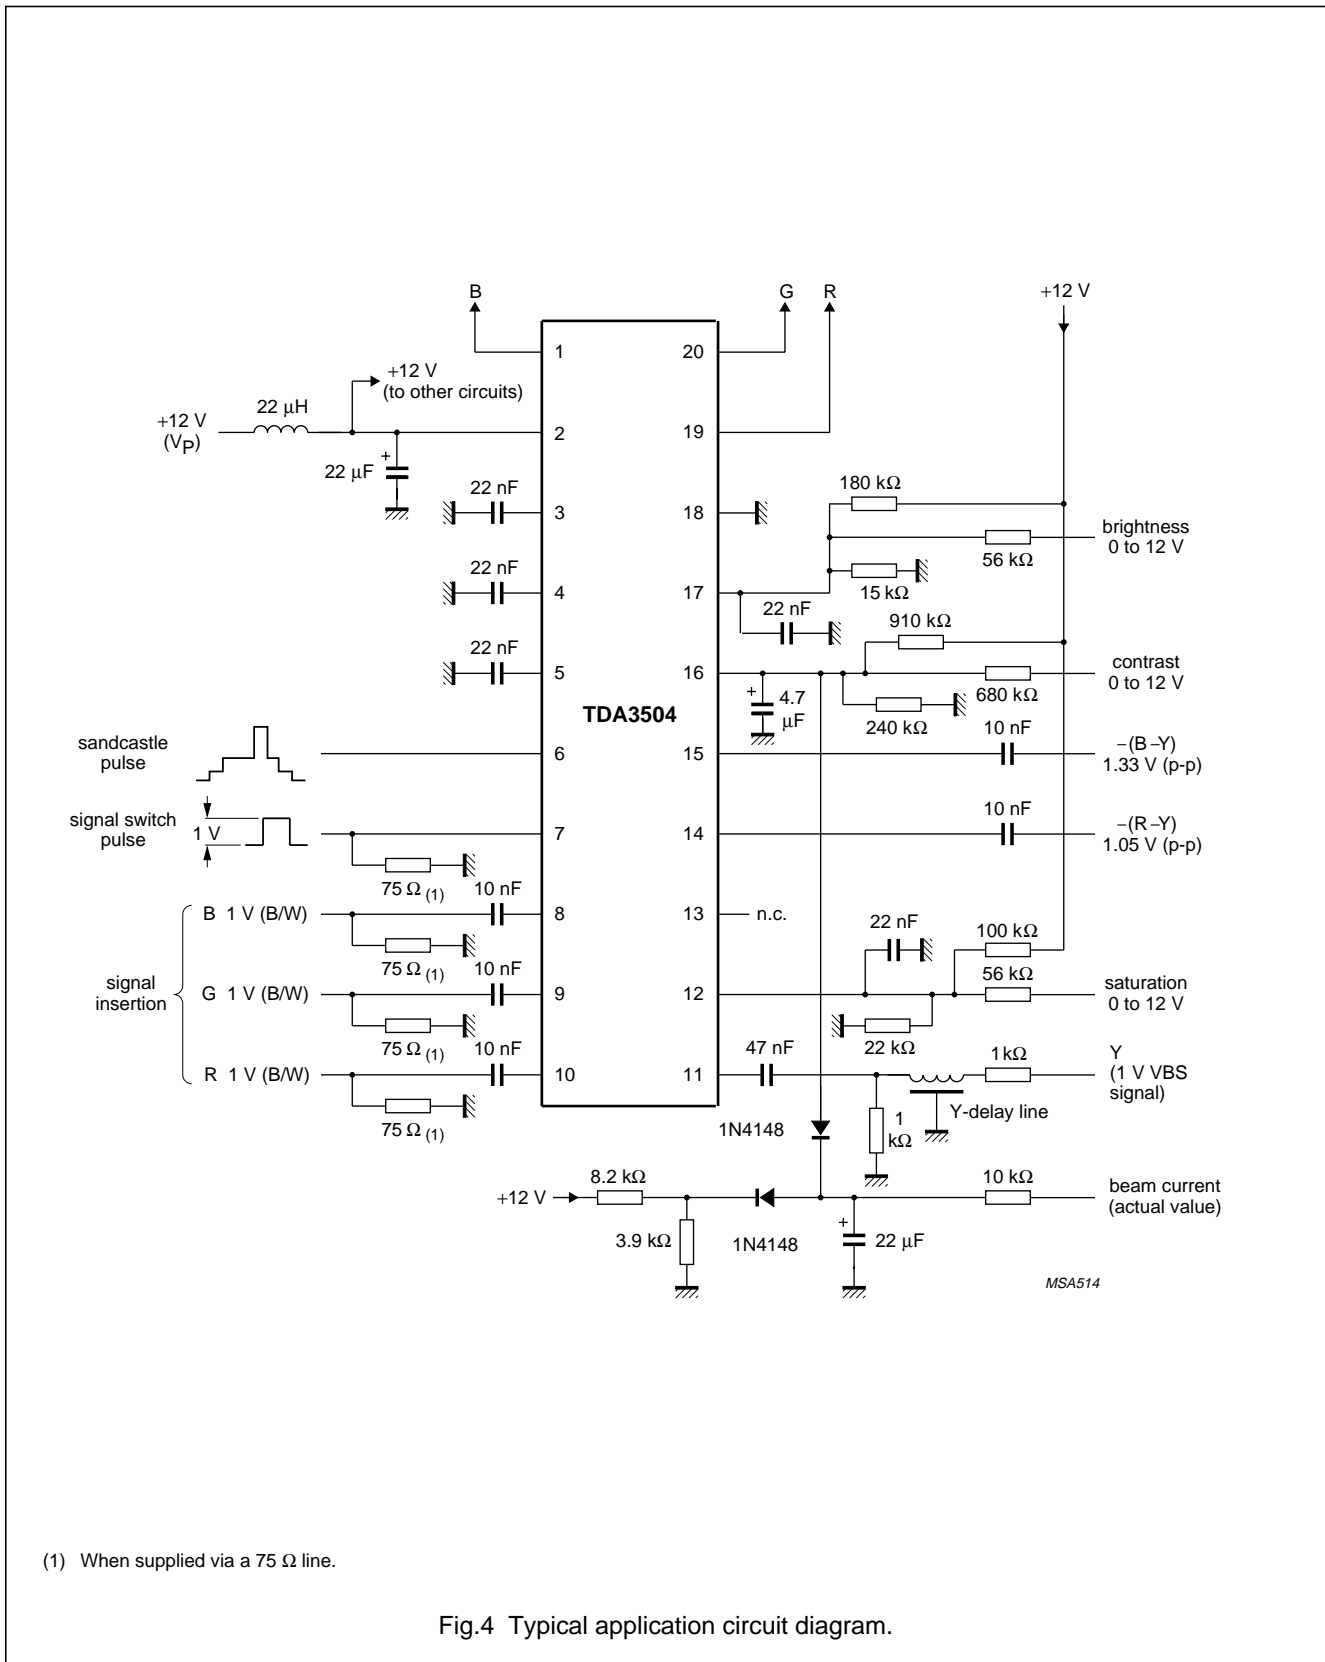 B
G R
+12 V
1
20
+12 V
(to other circuits)
22 μH
+12 V
(VP)
2
19
+
22 μF
180 kΩ
22 nF
3
18
brightness
0 to 12 V
56 kΩ
22 nF
4
17
15 kΩ
22 nF
910 kΩ
22 nF
5
16
contrast
0 to 12 V
+
4.7
μF
680 kΩ
240 kΩ
TDA3504
10 nF
sandcastle
pulse
6
15
−(B −Y)
1.33 V (p-p)
10 nF
signal switch
pulse
1 V
7
14
−(R −Y)
1.05 V (p-p)
75 Ω (1)
10 nF
B 1 V (B/W)
8
13
n.c.
22 nF
100 kΩ
75 Ω (1)
10 nF
56 kΩ
signal
insertion
G 1 V (B/W)
9
12
saturation
0 to 12 V
22 kΩ
75 Ω (1)
10 nF
47 nF
1kΩ
R 1 V (B/W)
10
11
Y
(1 V VBS
signal)
Y-delay line
75 Ω (1)
1N4148
1
kΩ
8.2 kΩ
10 kΩ
+12 V
beam current
(actual value)
3.9 kΩ
1N4148
+
22 μF
MSA514
(1) When supplied via a 75 Ω line.
Fig.4 Typical application circuit diagram.